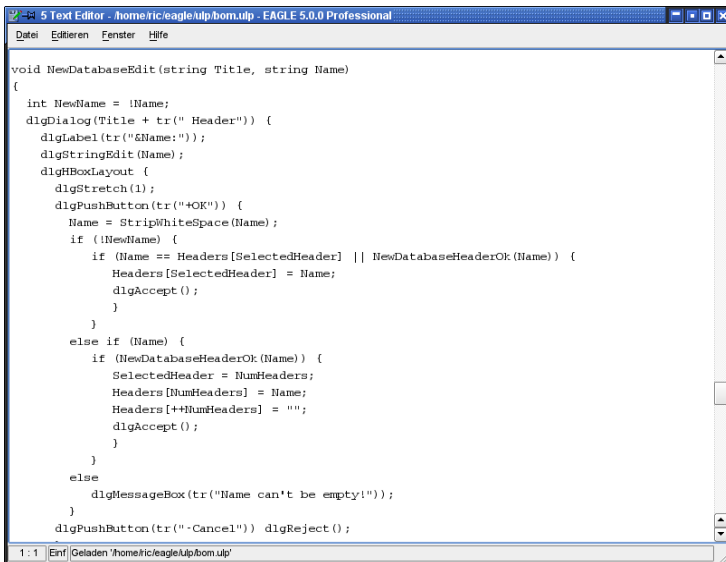 5 Text Editor - /home/ric/eagle/ulp/bom.ulp - EAGLE 5.0.0 Professional
Datei Editieren Fenster Hilfe
void NewDatabaseEdit(string Title, string Name)
{
  int NewName = !Name;
  dlgDialog(Title + tr(" Header")) {
    dlgLabel(tr("&Name:"));
    dlgStringEdit(Name);
    dlgHBoxLayout {
      dlgStretch(1);
      dlgPushButton(tr("+OK")) {
        Name = StripWhiteSpace(Name);
        if (!NewName) {
           if (Name == Headers[SelectedHeader] || NewDatabaseHeaderOk(Name)) {
              Headers[SelectedHeader] = Name;
              dlgAccept();
              }
           }
        else if (Name) {
           if (NewDatabaseHeaderOk(Name)) {
              SelectedHeader = NumHeaders;
              Headers[NumHeaders] = Name;
              Headers[++NumHeaders] = "";
              dlgAccept();
              }
           }
        else
           dlgMessageBox(tr("Name can't be empty!"));
        }
      dlgPushButton(tr("-Cancel")) dlgReject();
1 : 1 Einf Geladen '/home/ric/eagle/ulp/bom.ulp'